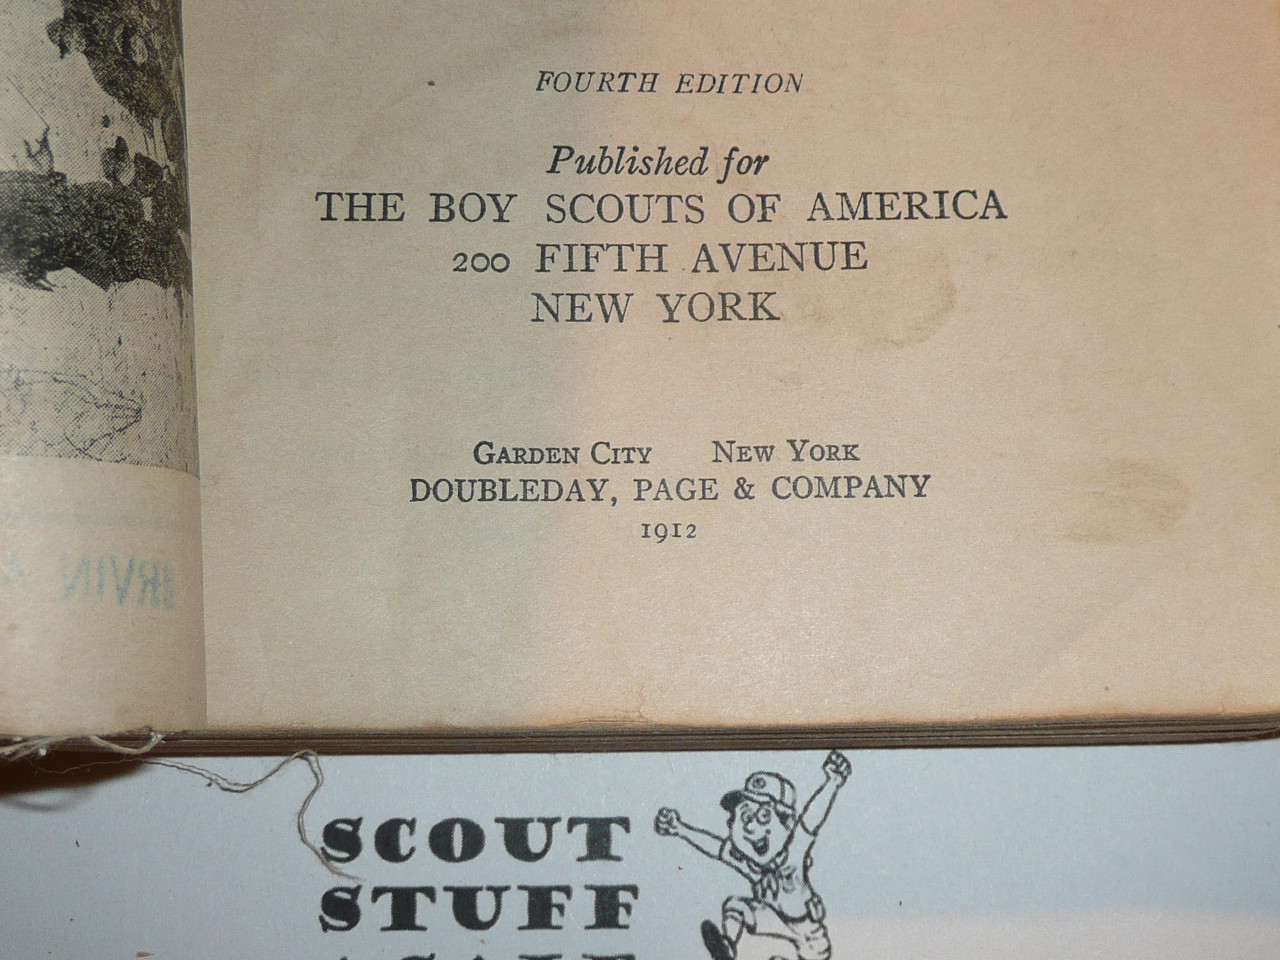 FOURTH EDITION
Published for
THE BOY SCOUTS OF AMERICA
200 FIFTH AVENUE
NEW YORK
GARDEN CITY NEW YORK
DOUBLEDAY, PAGE & COMPANY
1912
SCOUT
STUFF